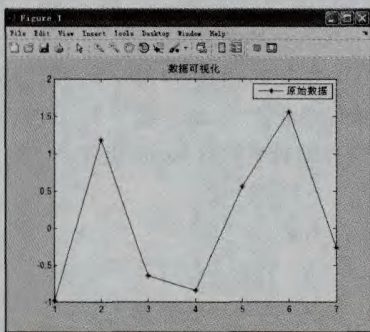 Figure 1
File Edit View Insert Tools Desktop Window Help
数据可视化
原始数据
2
1.5
1
0.5
0
-0.5
-1
1 2 3 4 5 6 7